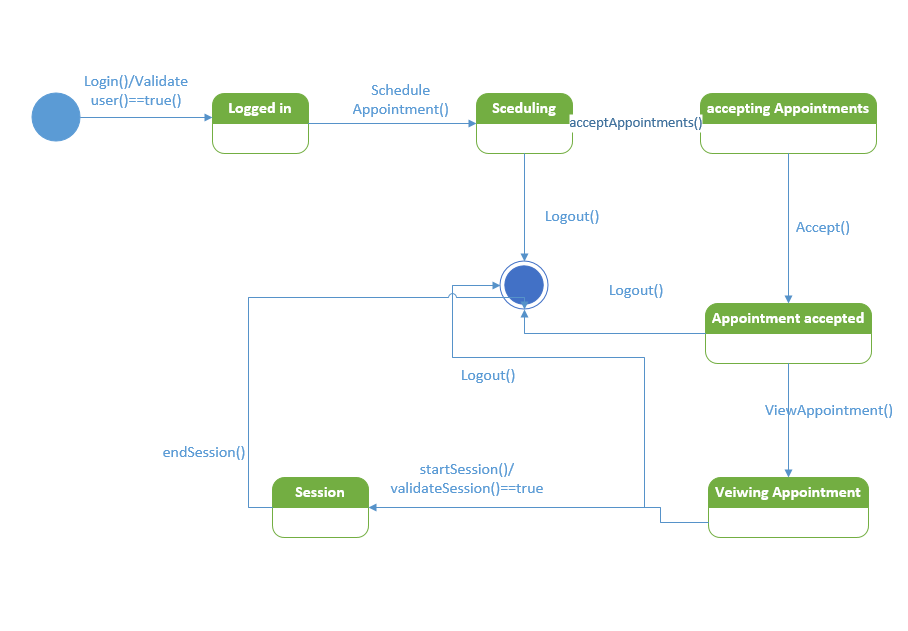 Login()/Validate
user()==true()
Logged in
Schedule
Appointment()
Sceduling
acceptAppointments()
accepting Appointments
Logout()
Accept()
Logout()
Appointment accepted
Logout()
ViewAppointment()
endSession()
startSession()/
validateSession()==true
Session
Veiwing Appointment